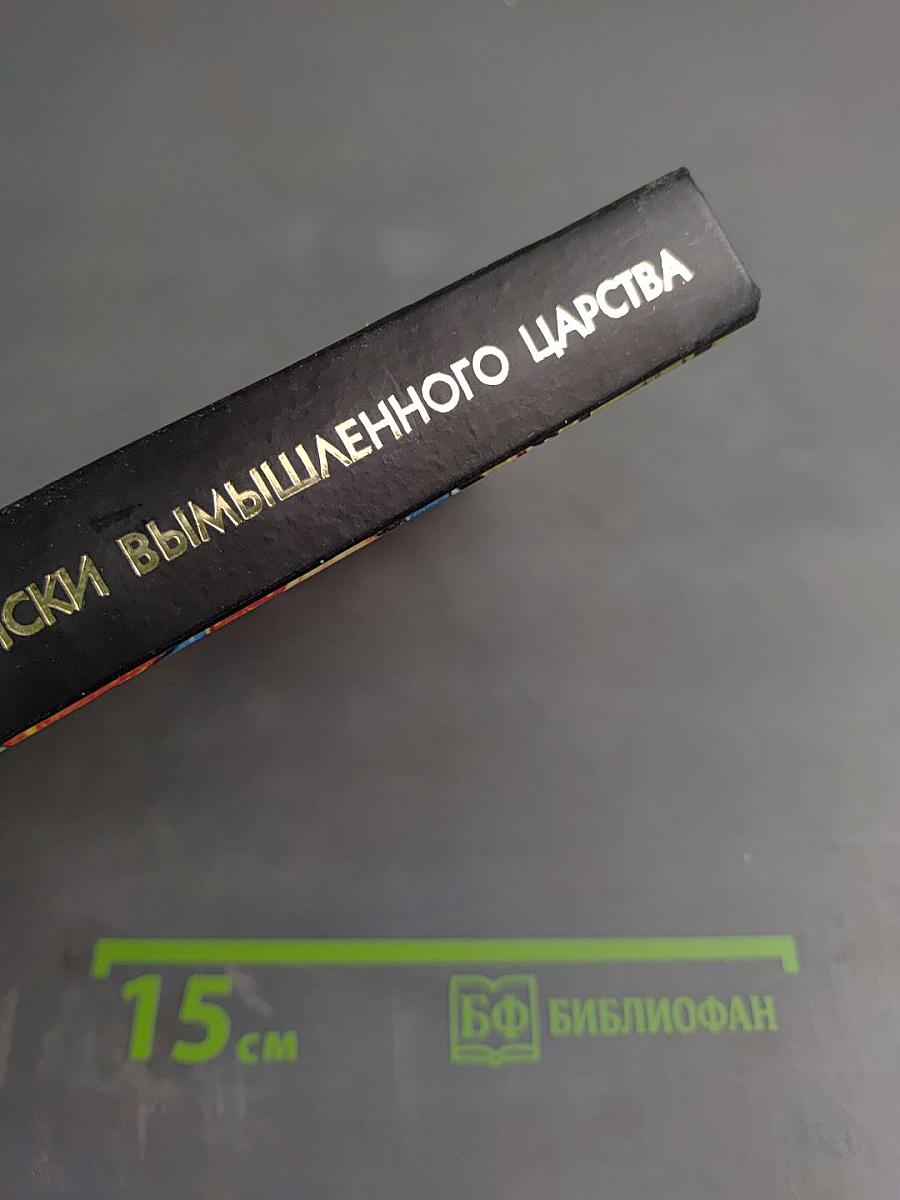 ИСКИ ВЫМЫШЛЕННОГО ЦАРСТВА
15 см
БФ БИБЛИОФАН